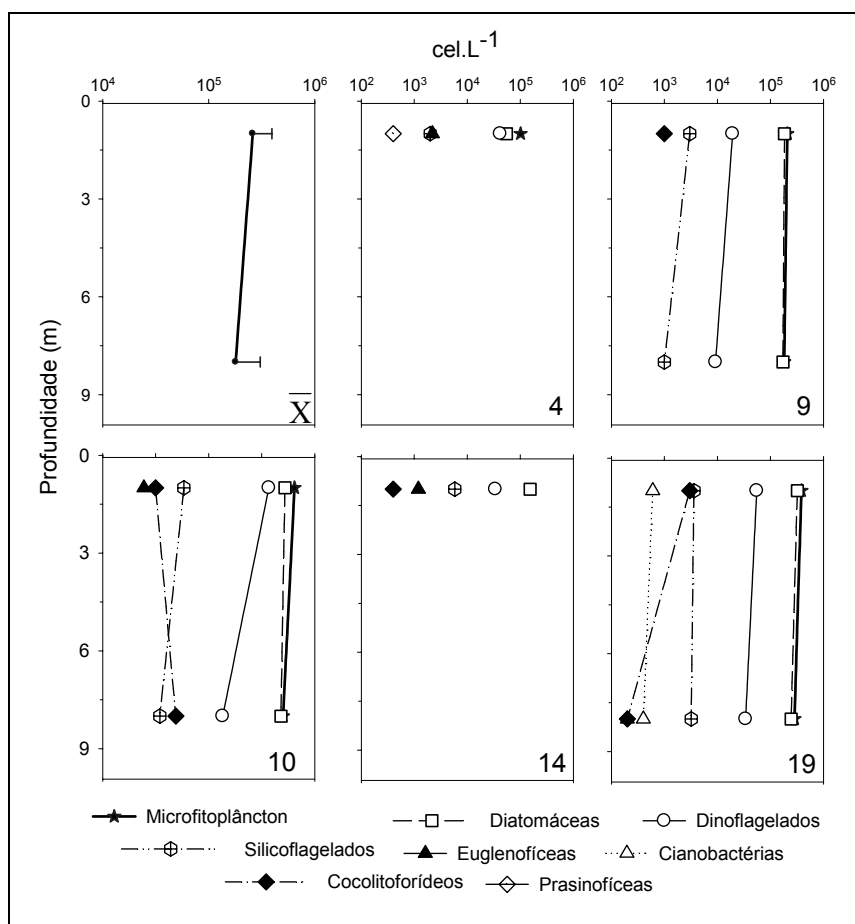 cel.L⁻¹
10⁴ 10⁵ 10⁶ 10² 10³ 10⁴ 10⁵ 10⁶ 10² 10³ 10⁴ 10⁵ 10⁶
0
3
6
9
Profundidade (m)
X̅ 4 9
0
3
6
9
10 14 19
Microfitoplâncton Diatomáceas Dinoflagelados
Silicoflagelados Euglenofíceas Cianobactérias
Cocolitoforídeos Prasinofíceas